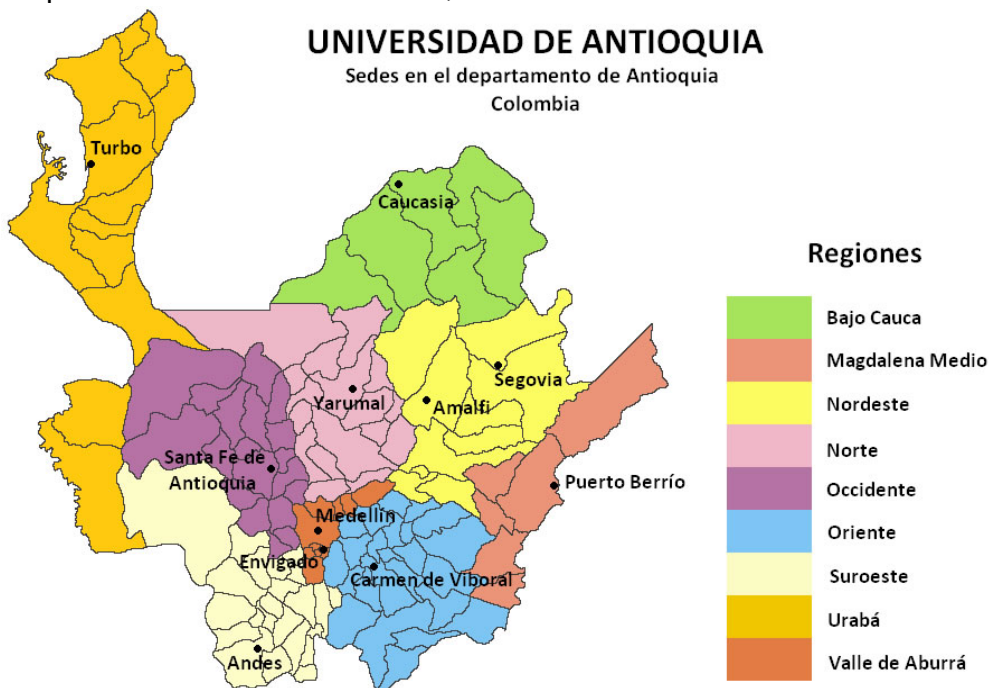 UNIVERSIDAD DE ANTIOQUIA
Sedes en el departamento de Antioquia
Colombia
Turbo
Caucasia
Segovia
Yarumal
Amalfi
Santa Fe de
Antioquia
Puerto Berrío
Medellín
Envigado
Carmen de Viboral
Andes
Regiones
Bajo Cauca
Magdalena Medio
Nordeste
Norte
Occidente
Oriente
Suroeste
Urabá
Valle de Aburrá